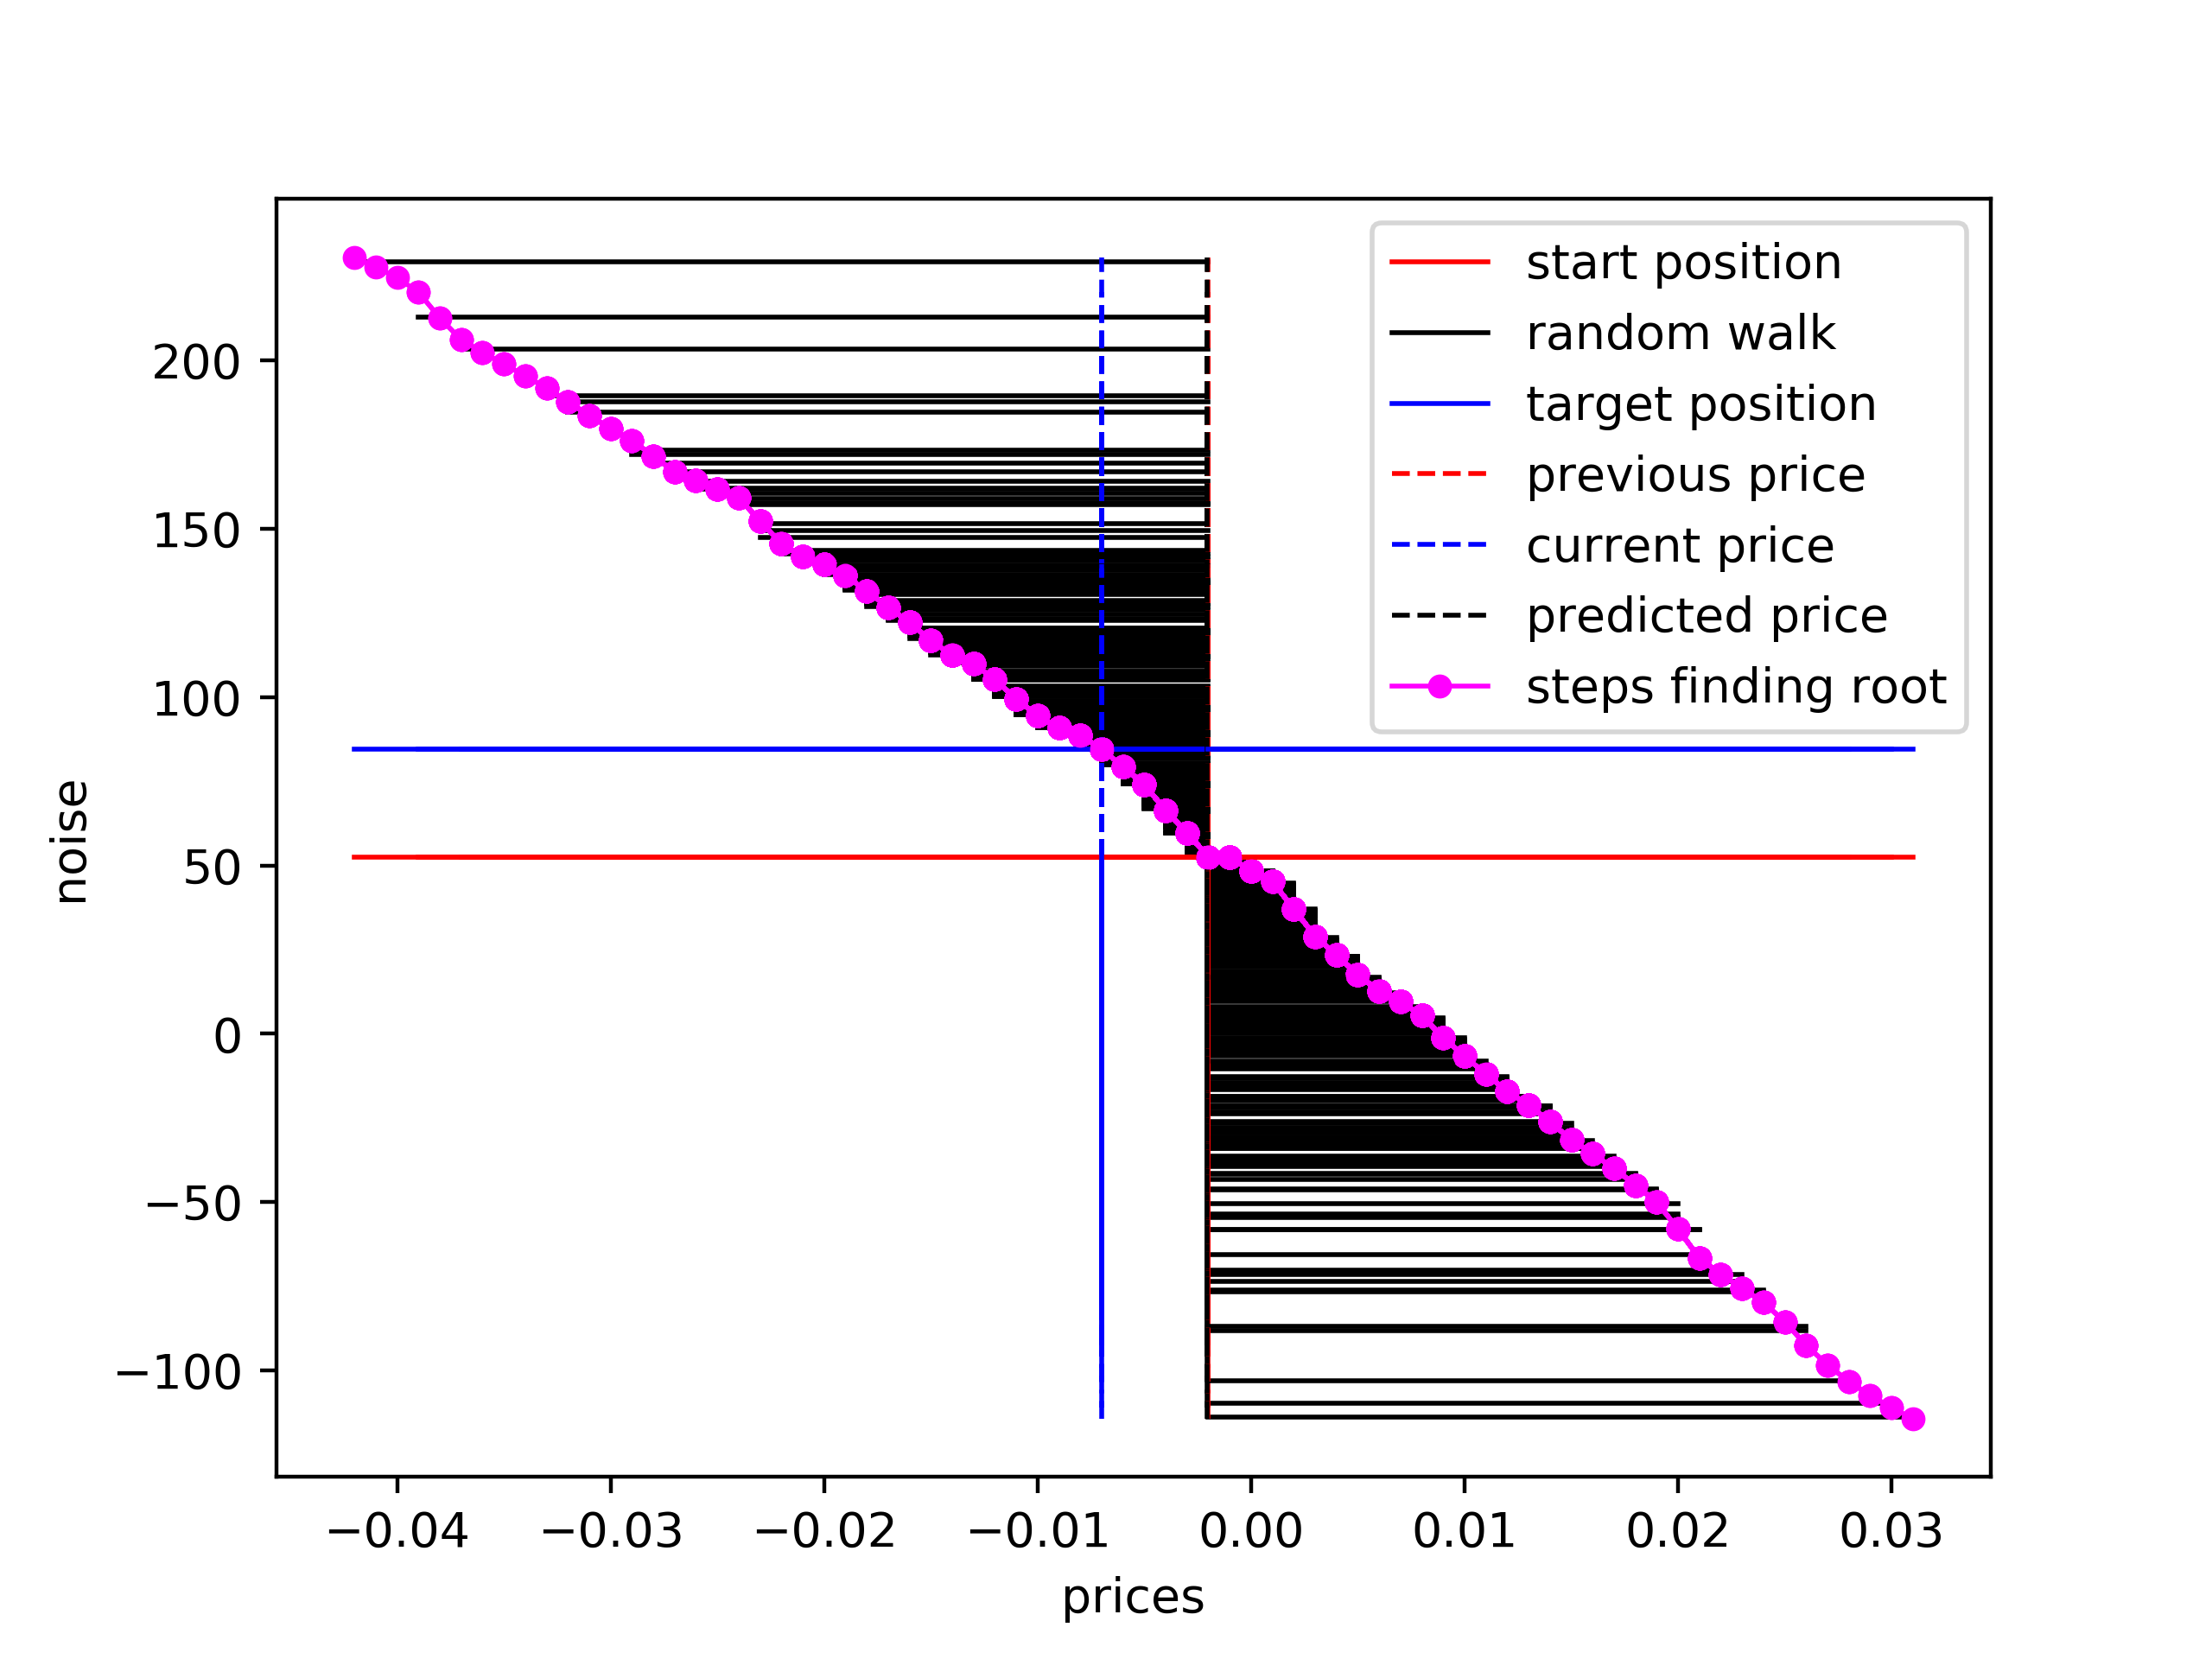 start position
random walk
target position
previous price
current price
predicted price
steps finding root
200
150
100
50
0
−50
−100
noise
−0.04 −0.03 −0.02 −0.01 0.00 0.01 0.02 0.03
prices